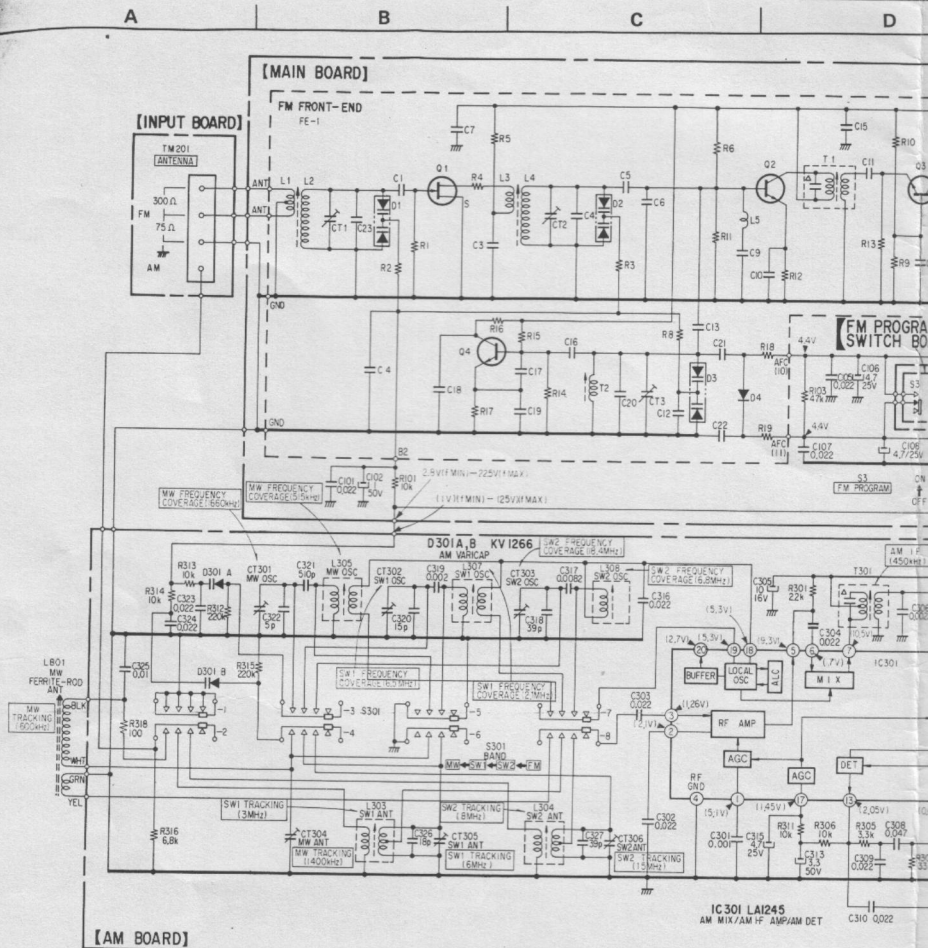 A B C D
[MAIN BOARD]
FM FRONT-END
FE-1
[INPUT BOARD]
TM201
ANTENNA
300Ω
FM
75Ω
AM
ANT
ANT
L1 L2
CT1 C23
D1
C1
Q1
S
R4
R1
R2
C7
R5
L3 L4
C3
CT2 C4
D2
C5
R3
C6
R6
R11
L5
C9
C10
Q2
R12
T1
C15
C11
R13
R10
R9
Q3
GND
R16
R15
Q4
C18
R17
C17
C19
C16
R14
T2
C20
CT3
C12
R8
C13
D3
C21
C22
D4
R18
AFC
(10)
R19
AFC
(11)
4.4V
R103
47k
C105
0.022
C106
4.7
25V
4.4V
C107
0.022
4.7/25V
[FM PROGRA
SWITCH BO
S3
S3
FM PROGRAM
ON
OFF
GND
B2
C101
0.022
C102
1
50V
R101
10k
2.8V(fMIN)-22.5V(fMAX)
(1V)(fMIN)-(25V)(fMAX)
MW FREQUENCY
COVERAGE(1660kHz)
MW FREQUENCY
COVERAGE(515kHz)
D301A,B KV1266
AM VARICAP
SW2 FREQUENCY
COVERAGE(18.4MHz)
SW2 FREQUENCY
COVERAGE(6.8MHz)
R313
10k
D301 A
R314
10k
C323
0.022
C324
0.022
R312
220k
CT301
MW OSC
C322
5p
C321
510p
L305
MW OSC
CT302
SW1 OSC
C320
15p
C319
0.002
L307
SW1 OSC
CT303
SW2 OSC
C318
39p
C317
0.0082
L308
SW2 OSC
C316
0.022
C305
10
16V
R301
22k
C304
0.022
T301
AM IF
(450kHz)
(10.5V)
(5.3V)
(2.7V)
(5.3V)
(9.3V)
(1.7V)
20 19 18 5 6 7
IC301
BUFFER
LOCAL
OSC
ALC
MIX
L801
MW
FERRITE-ROD
ANT
MW
TRACKING
(600kHz)
BLK
WHT
GRN
YEL
C325
0.01
R318
100
D301 B
R315
220k
R316
6.8k
SW1 FREQUENCY
COVERAGE(6.5MHz)
SW1 FREQUENCY
COVERAGE(2.1MHz)
1
2
3
S301
4
5
6
7
8
S301
BAND
MW SW1 SW2 FM
C303
0.022
(1.26V)
(2.1V)
3
2
RF AMP
AGC
AGC
DET
RF
GND
4 1 17 13
(5.1V)
(1.45V)
(2.05V)
SW1 TRACKING
(3MHz)
L303
SW1 ANT
SW2 TRACKING
(8MHz)
L304
SW2 ANT
CT304
MW ANT
MW TRACKING
(1400kHz)
C326
18p
CT305
SW1 ANT
SW1 TRACKING
(6MHz)
C327
39p
CT306
SW2 ANT
SW2 TRACKING
C302
0.022
C301
0.001
C315
4.7
25V
R311
10k
C313
3.3
50V
R306
10k
R305
3.3k
C308
0.047
C309
0.022
C310 0.022
IC301 LA1245
AM MIX/AM IF AMP/AM DET
[AM BOARD]